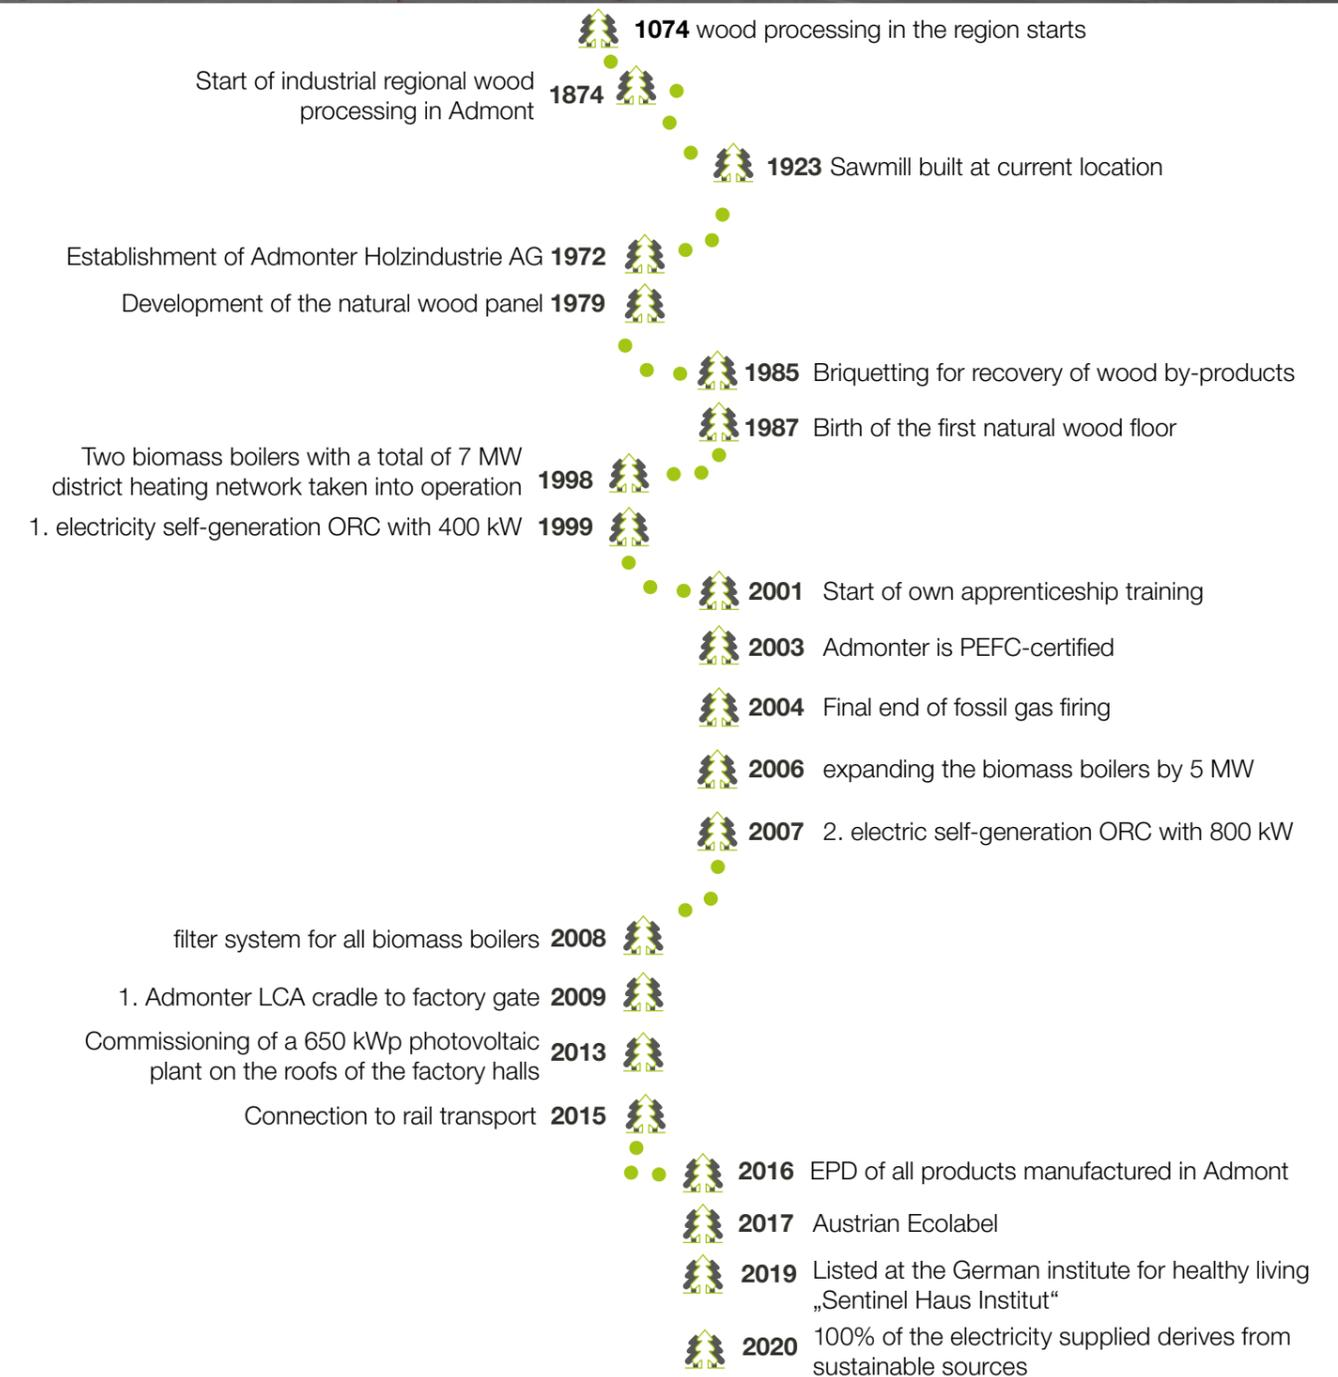 1074 wood processing in the region starts
Start of industrial regional wood
processing in Admont
1874
1923 Sawmill built at current location
Establishment of Admonter Holzindustrie AG 1972
Development of the natural wood panel 1979
1985 Briquetting for recovery of wood by-products
1987 Birth of the first natural wood floor
Two biomass boilers with a total of 7 MW
district heating network taken into operation
1998
1. electricity self-generation ORC with 400 kW 1999
2001 Start of own apprenticeship training
2003 Admonter is PEFC-certified
2004 Final end of fossil gas firing
2006 expanding the biomass boilers by 5 MW
2007 2. electric self-generation ORC with 800 kW
filter system for all biomass boilers 2008
1. Admonter LCA cradle to factory gate 2009
Commissioning of a 650 kWp photovoltaic
plant on the roofs of the factory halls
2013
Connection to rail transport 2015
2016 EPD of all products manufactured in Admont
2017 Austrian Ecolabel
2019 Listed at the German institute for healthy living
„Sentinel Haus Institut“
2020 100% of the electricity supplied derives from
sustainable sources